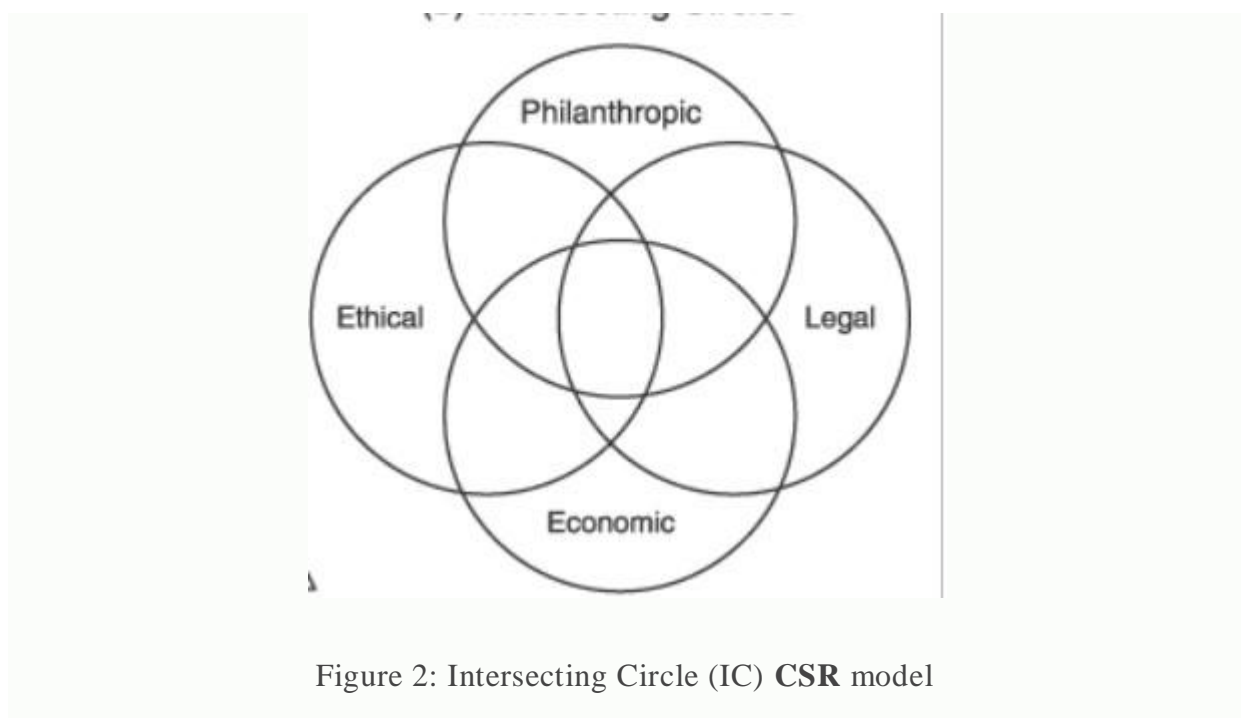 Philanthropic
Ethical
Legal
Economic
Figure 2: Intersecting Circle (IC) CSR model